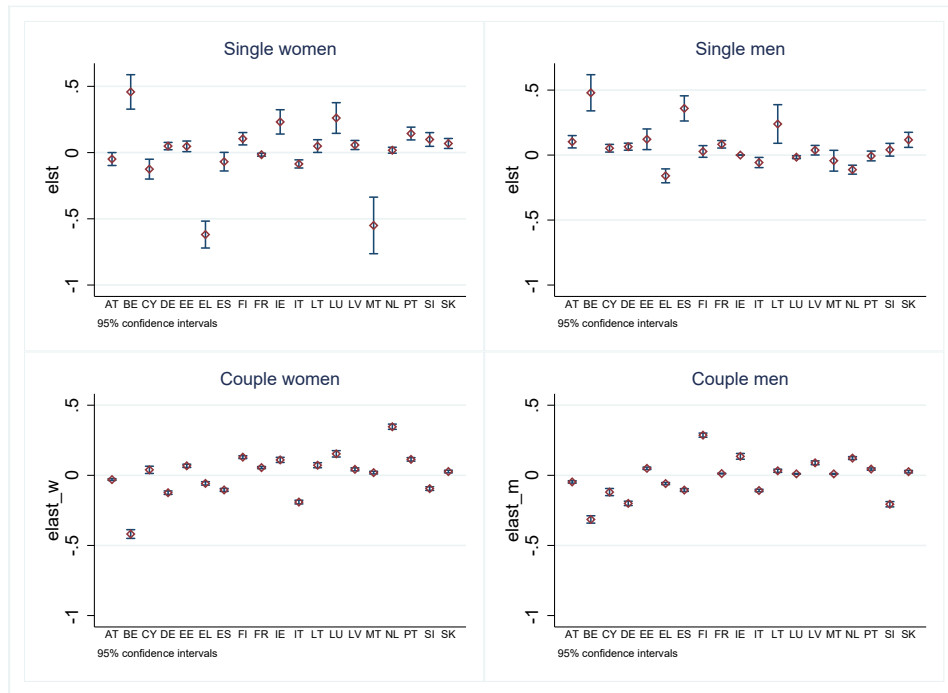 Single women
elst
.5
0
-.5
-1
AT BE CY DE EE EL ES FI FR IE IT LT LU LV MT NL PT SI SK
95% confidence intervals
Single men
elst
.5
0
-.5
-1
AT BE CY DE EE EL ES FI FR IE IT LT LU LV MT NL PT SI SK
95% confidence intervals
Couple women
elast_w
.5
0
-.5
-1
AT BE CY DE EE EL ES FI FR IE IT LT LU LV MT NL PT SI SK
95% confidence intervals
Couple men
elast_m
.5
0
-.5
-1
AT BE CY DE EE EL ES FI FR IE IT LT LU LV MT NL PT SI SK
95% confidence intervals